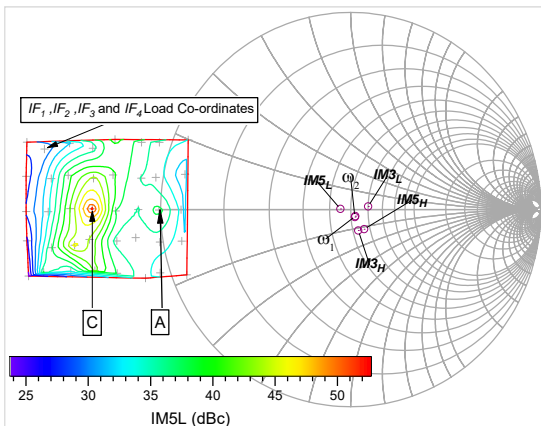 IF1 ,IF2 ,IF3 and IF4 Load Co-ordinates
ω2
IM3L
IM5L
IM5H
ω1
IM3H
C
A
25 30 35 40 45 50
IM5L (dBc)